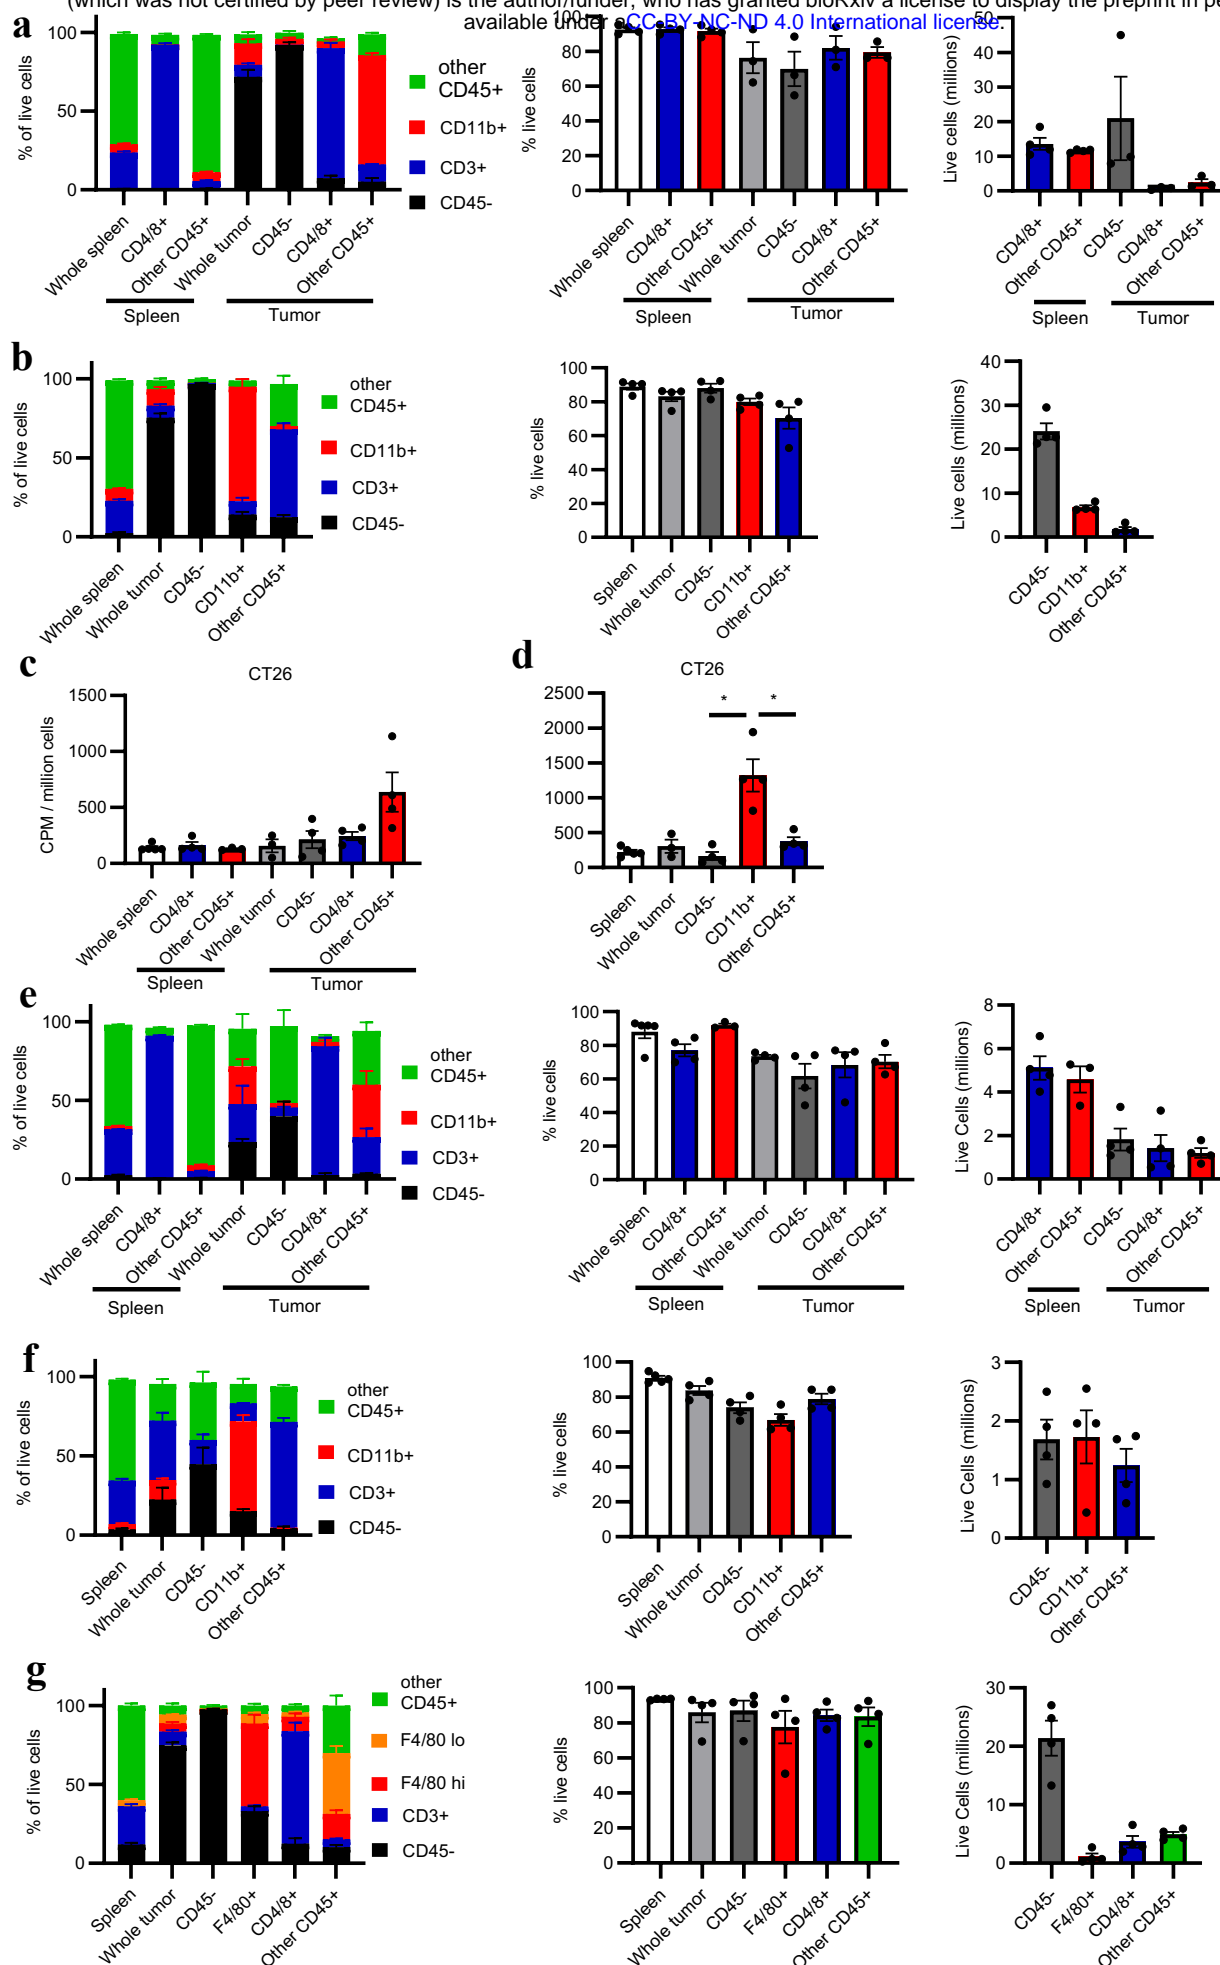 (which was not certified by peer review) is the author/funder, who has granted bioRxiv a license to display the preprint in pe
available under aCC-BY-NC-ND 4.0 International license.
a
% of live cells
100
50
0
Whole spleen
CD4/8+
Other CD45+
Whole tumor
CD45-
CD4/8+
Other CD45+
Spleen
Tumor
other
CD45+
CD11b+
CD3+
CD45-
% live cells
100
80
60
40
20
0
Whole spleen
CD4/8+
Other CD45+
Whole tumor
CD45-
CD4/8+
Other CD45+
Spleen
Tumor
Live cells (millions)
50
40
30
20
10
0
CD4/8+
Other CD45+
CD45-
CD4/8+
Other CD45+
Spleen
Tumor
b
% of live cells
100
50
0
Whole spleen
Whole tumor
CD45-
CD11b+
Other CD45+
other
CD45+
CD11b+
CD3+
CD45-
% live cells
100
80
60
40
20
0
Spleen
Whole tumor
CD45-
CD11b+
Other CD45+
Live cells (millions)
40
30
20
10
0
CD45-
CD11b+
Other CD45+
c
CT26
CPM / million cells
1500
1000
500
0
Whole spleen
CD4/8+
Other CD45+
Whole tumor
CD45-
CD4/8+
Other CD45+
Spleen
Tumor
d
CT26
2500
2000
1500
1000
500
0
* *
Spleen
Whole tumor
CD45-
CD11b+
Other CD45+
e
% of live cells
100
50
0
Whole spleen
CD4/8+
Other CD45+
Whole tumor
CD45-
CD4/8+
Other CD45+
Spleen
Tumor
other
CD45+
CD11b+
CD3+
CD45-
% live cells
100
80
60
40
20
0
Whole spleen
CD4/8+
Other CD45+
Whole tumor
CD45-
CD4/8+
Other CD45+
Spleen
Tumor
Live Cells (millions)
8
6
4
2
0
CD4/8+
Other CD45+
CD45-
CD4/8+
Other CD45+
Spleen
Tumor
f
% of live cells
100
50
0
Spleen
Whole tumor
CD45-
CD11b+
Other CD45+
other
CD45+
CD11b+
CD3+
CD45-
% live cells
100
80
60
40
20
0
Spleen
Whole tumor
CD45-
CD11b+
Other CD45+
Live Cells (millions)
3
2
1
0
CD45-
CD11b+
Other CD45+
g
% of live cells
100
50
0
Spleen
Whole tumor
CD45-
F4/80+
CD4/8+
Other CD45+
other
CD45+
F4/80 lo
F4/80 hi
CD3+
CD45-
% live cells
100
80
60
40
20
0
Spleen
Whole tumor
CD45-
F4/80+
CD4/8+
Other CD45+
Live Cells (millions)
30
20
10
0
CD45-
F4/80+
CD4/8+
Other CD45+